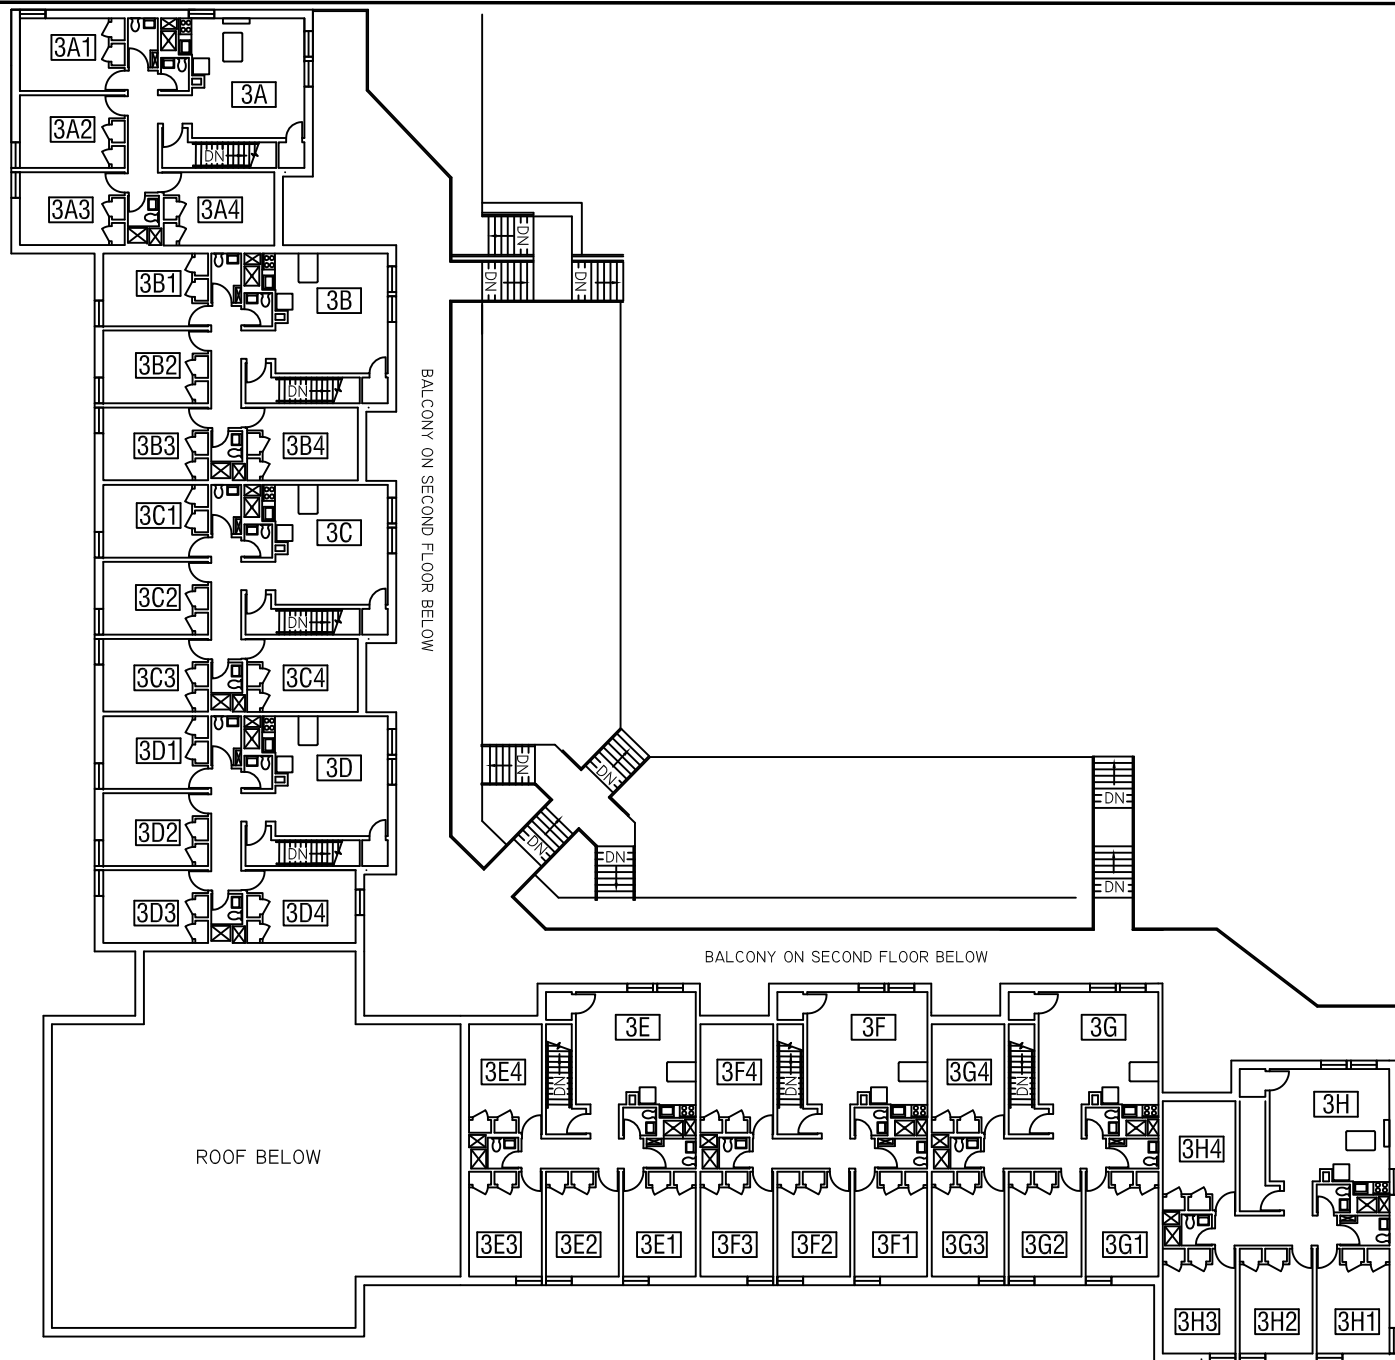 3A1
3A
3A2
DN
3A3
3A4
DN
DN
DN
3B1
3B
3B2
DN
3B3
3B4
BALCONY ON SECOND FLOOR BELOW
3C1
3C
3C2
DN
3C3
3C4
3D1
3D
3D2
DN
3D3
3D4
DN
DN
DN
DN
DN
DN
BALCONY ON SECOND FLOOR BELOW
3E
3F
3G
3E4
3F4
3G4
DN
DN
DN
3H
3H4
ROOF BELOW
3E3
3E2
3E1
3F3
3F2
3F1
3G3
3G2
3G1
3H3
3H2
3H1